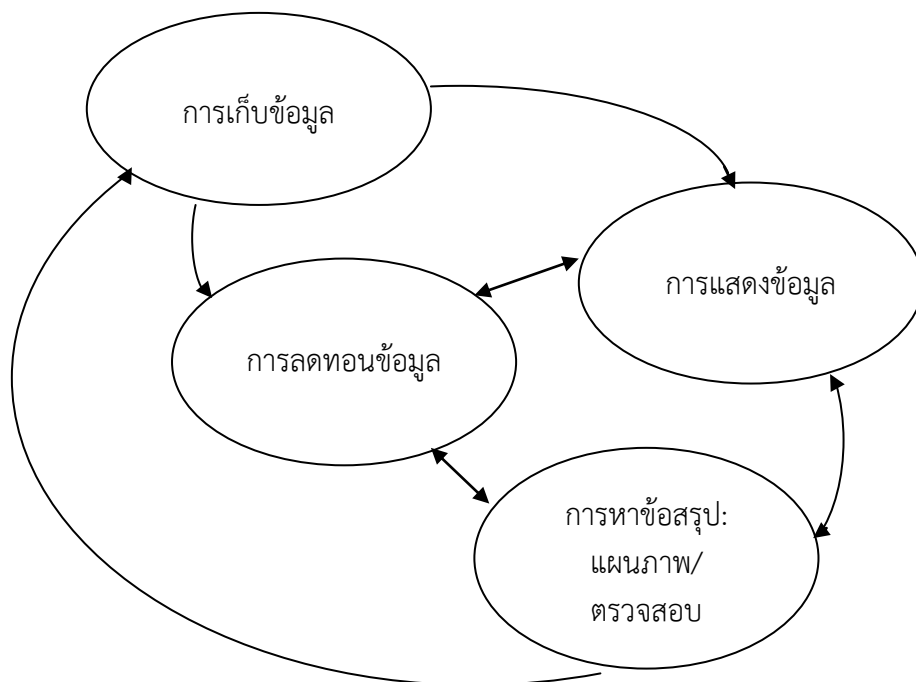 การเก็บข้อมูล
การแสดงข้อมูล
การลดทอนข้อมูล
การหาข้อสรุป:
แผนภาพ/
ตรวจสอบ